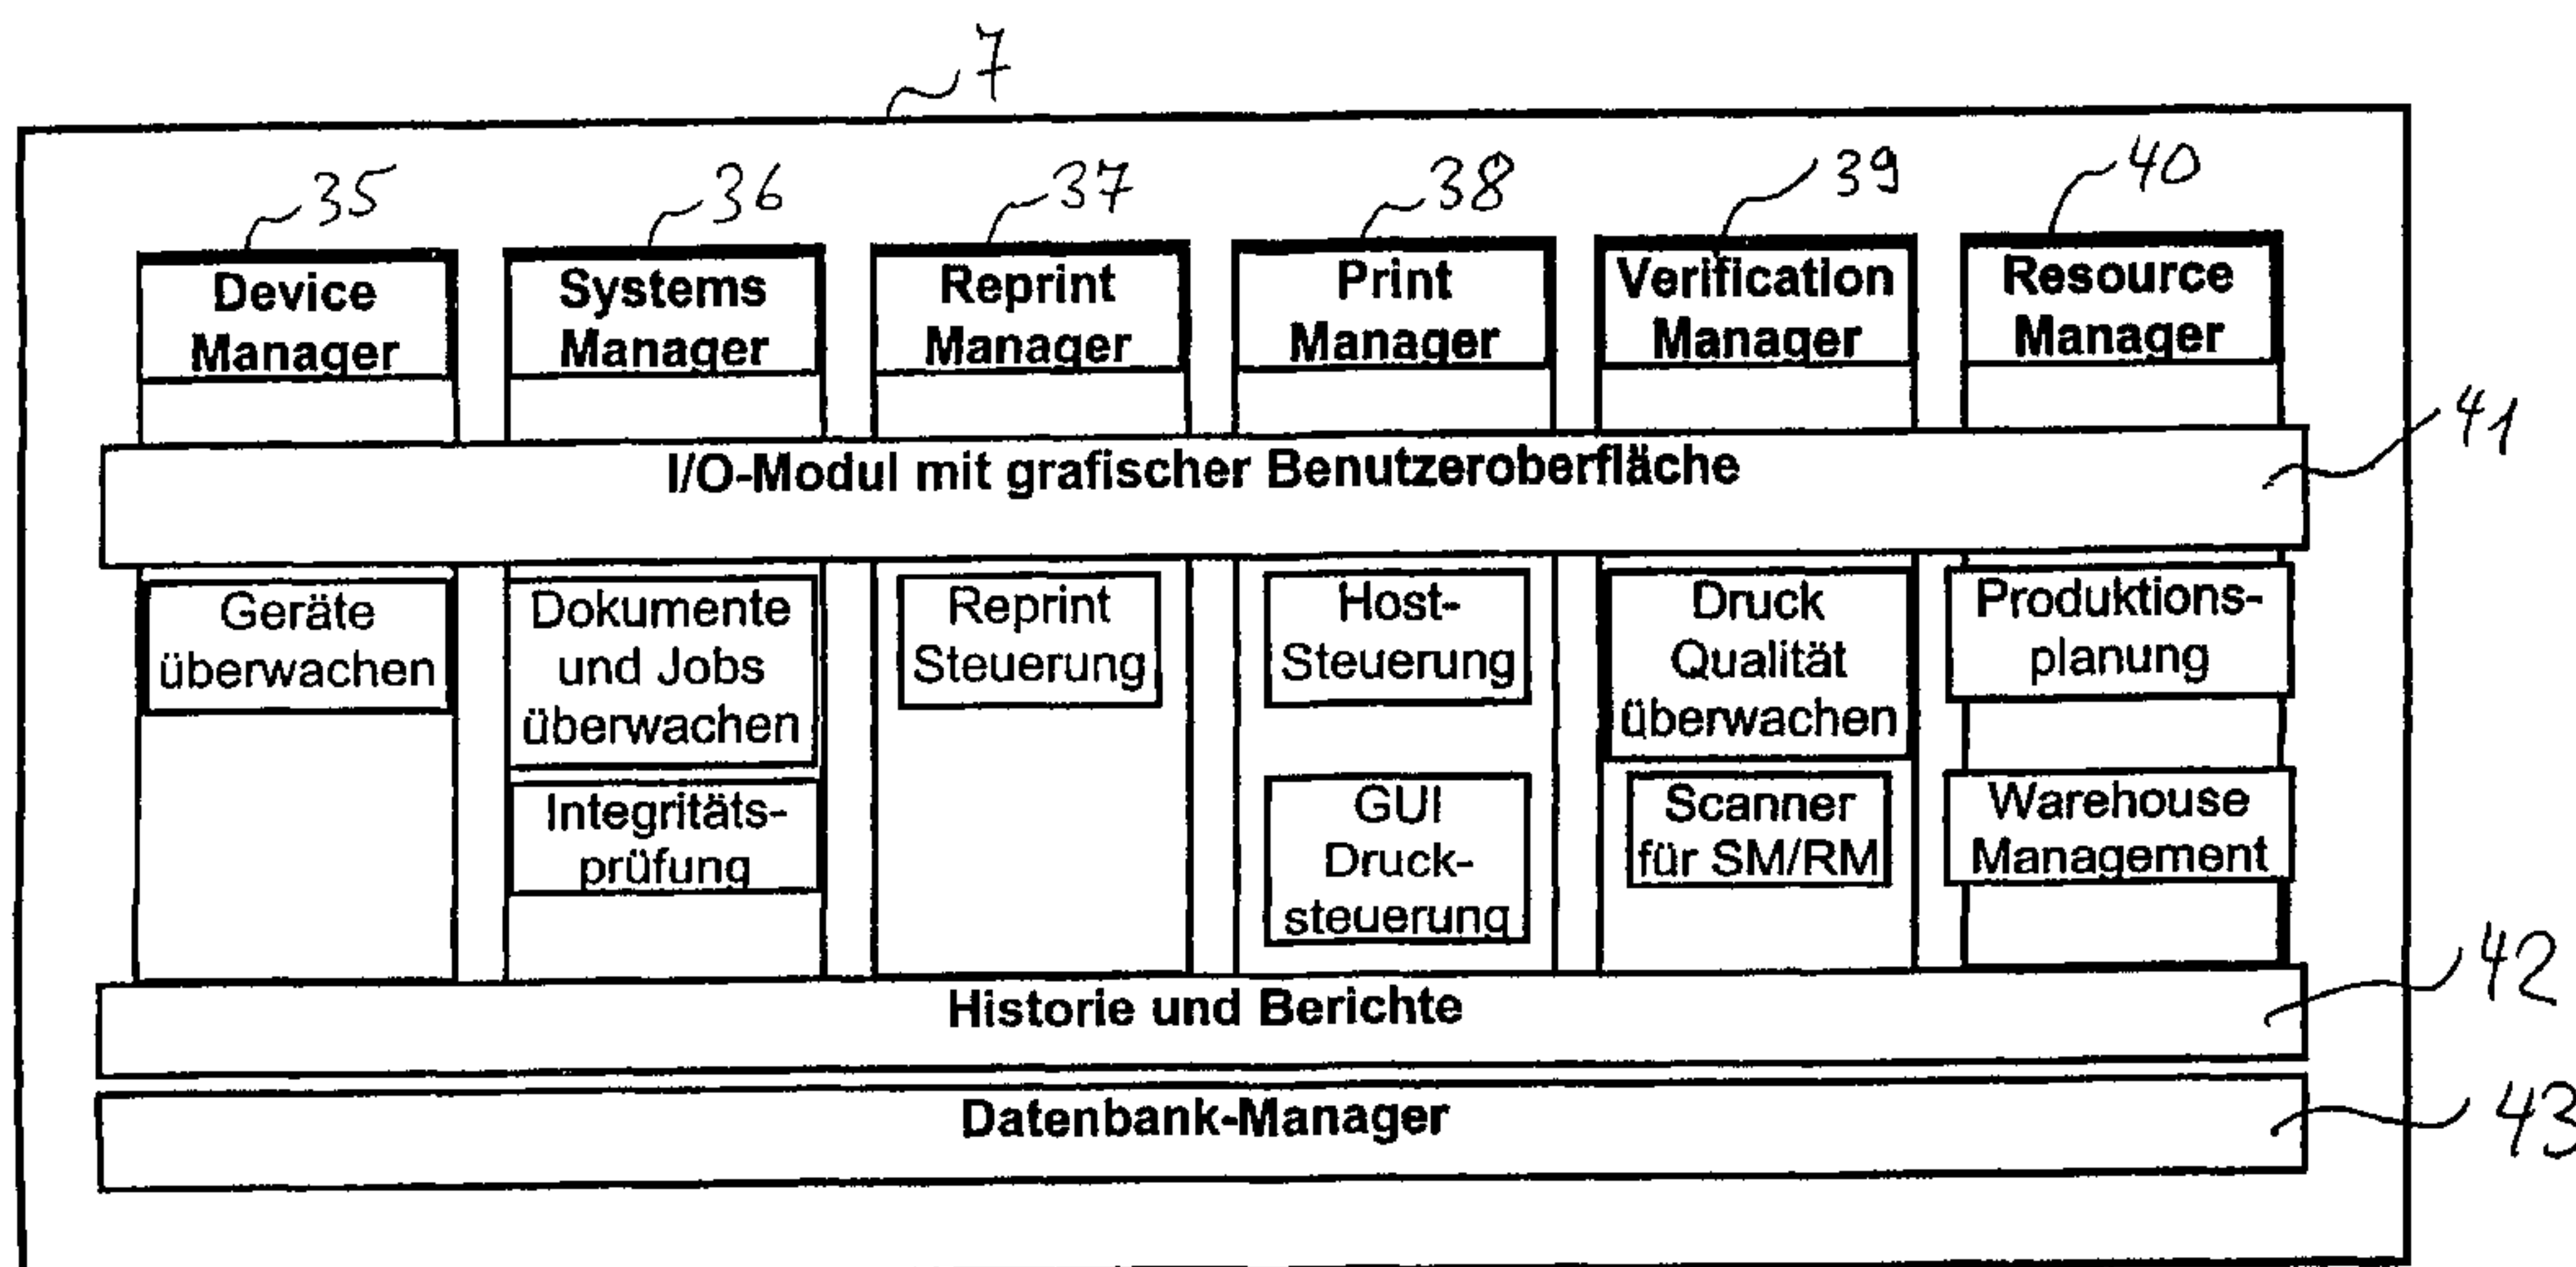 7
35
36
37
38
39
40
Device
Manager
Systems
Manager
Reprint
Manager
Print
Manager
Verification
Manager
Resource
Manager
41
I/O-Modul mit grafischer Benutzeroberfläche
Geräte
überwachen
Dokumente
und Jobs
überwachen
Integritäts-
prüfung
Reprint
Steuerung
Host-
Steuerung
GUI
Druck-
steuerung
Druck
Qualität
überwachen
Scanner
für SM/RM
Produktions-
planung
Warehouse
Management
42
Historie und Berichte
43
Datenbank-Manager